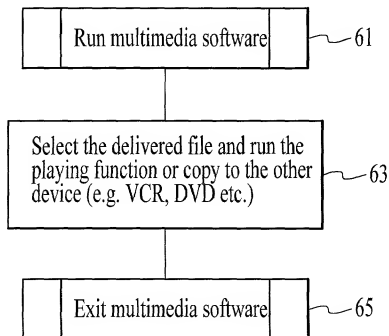 Run multimedia software
61
Select the delivered file and run the
playing function or copy to the other
device (e.g. VCR, DVD etc.)
63
Exit multimedia software
65